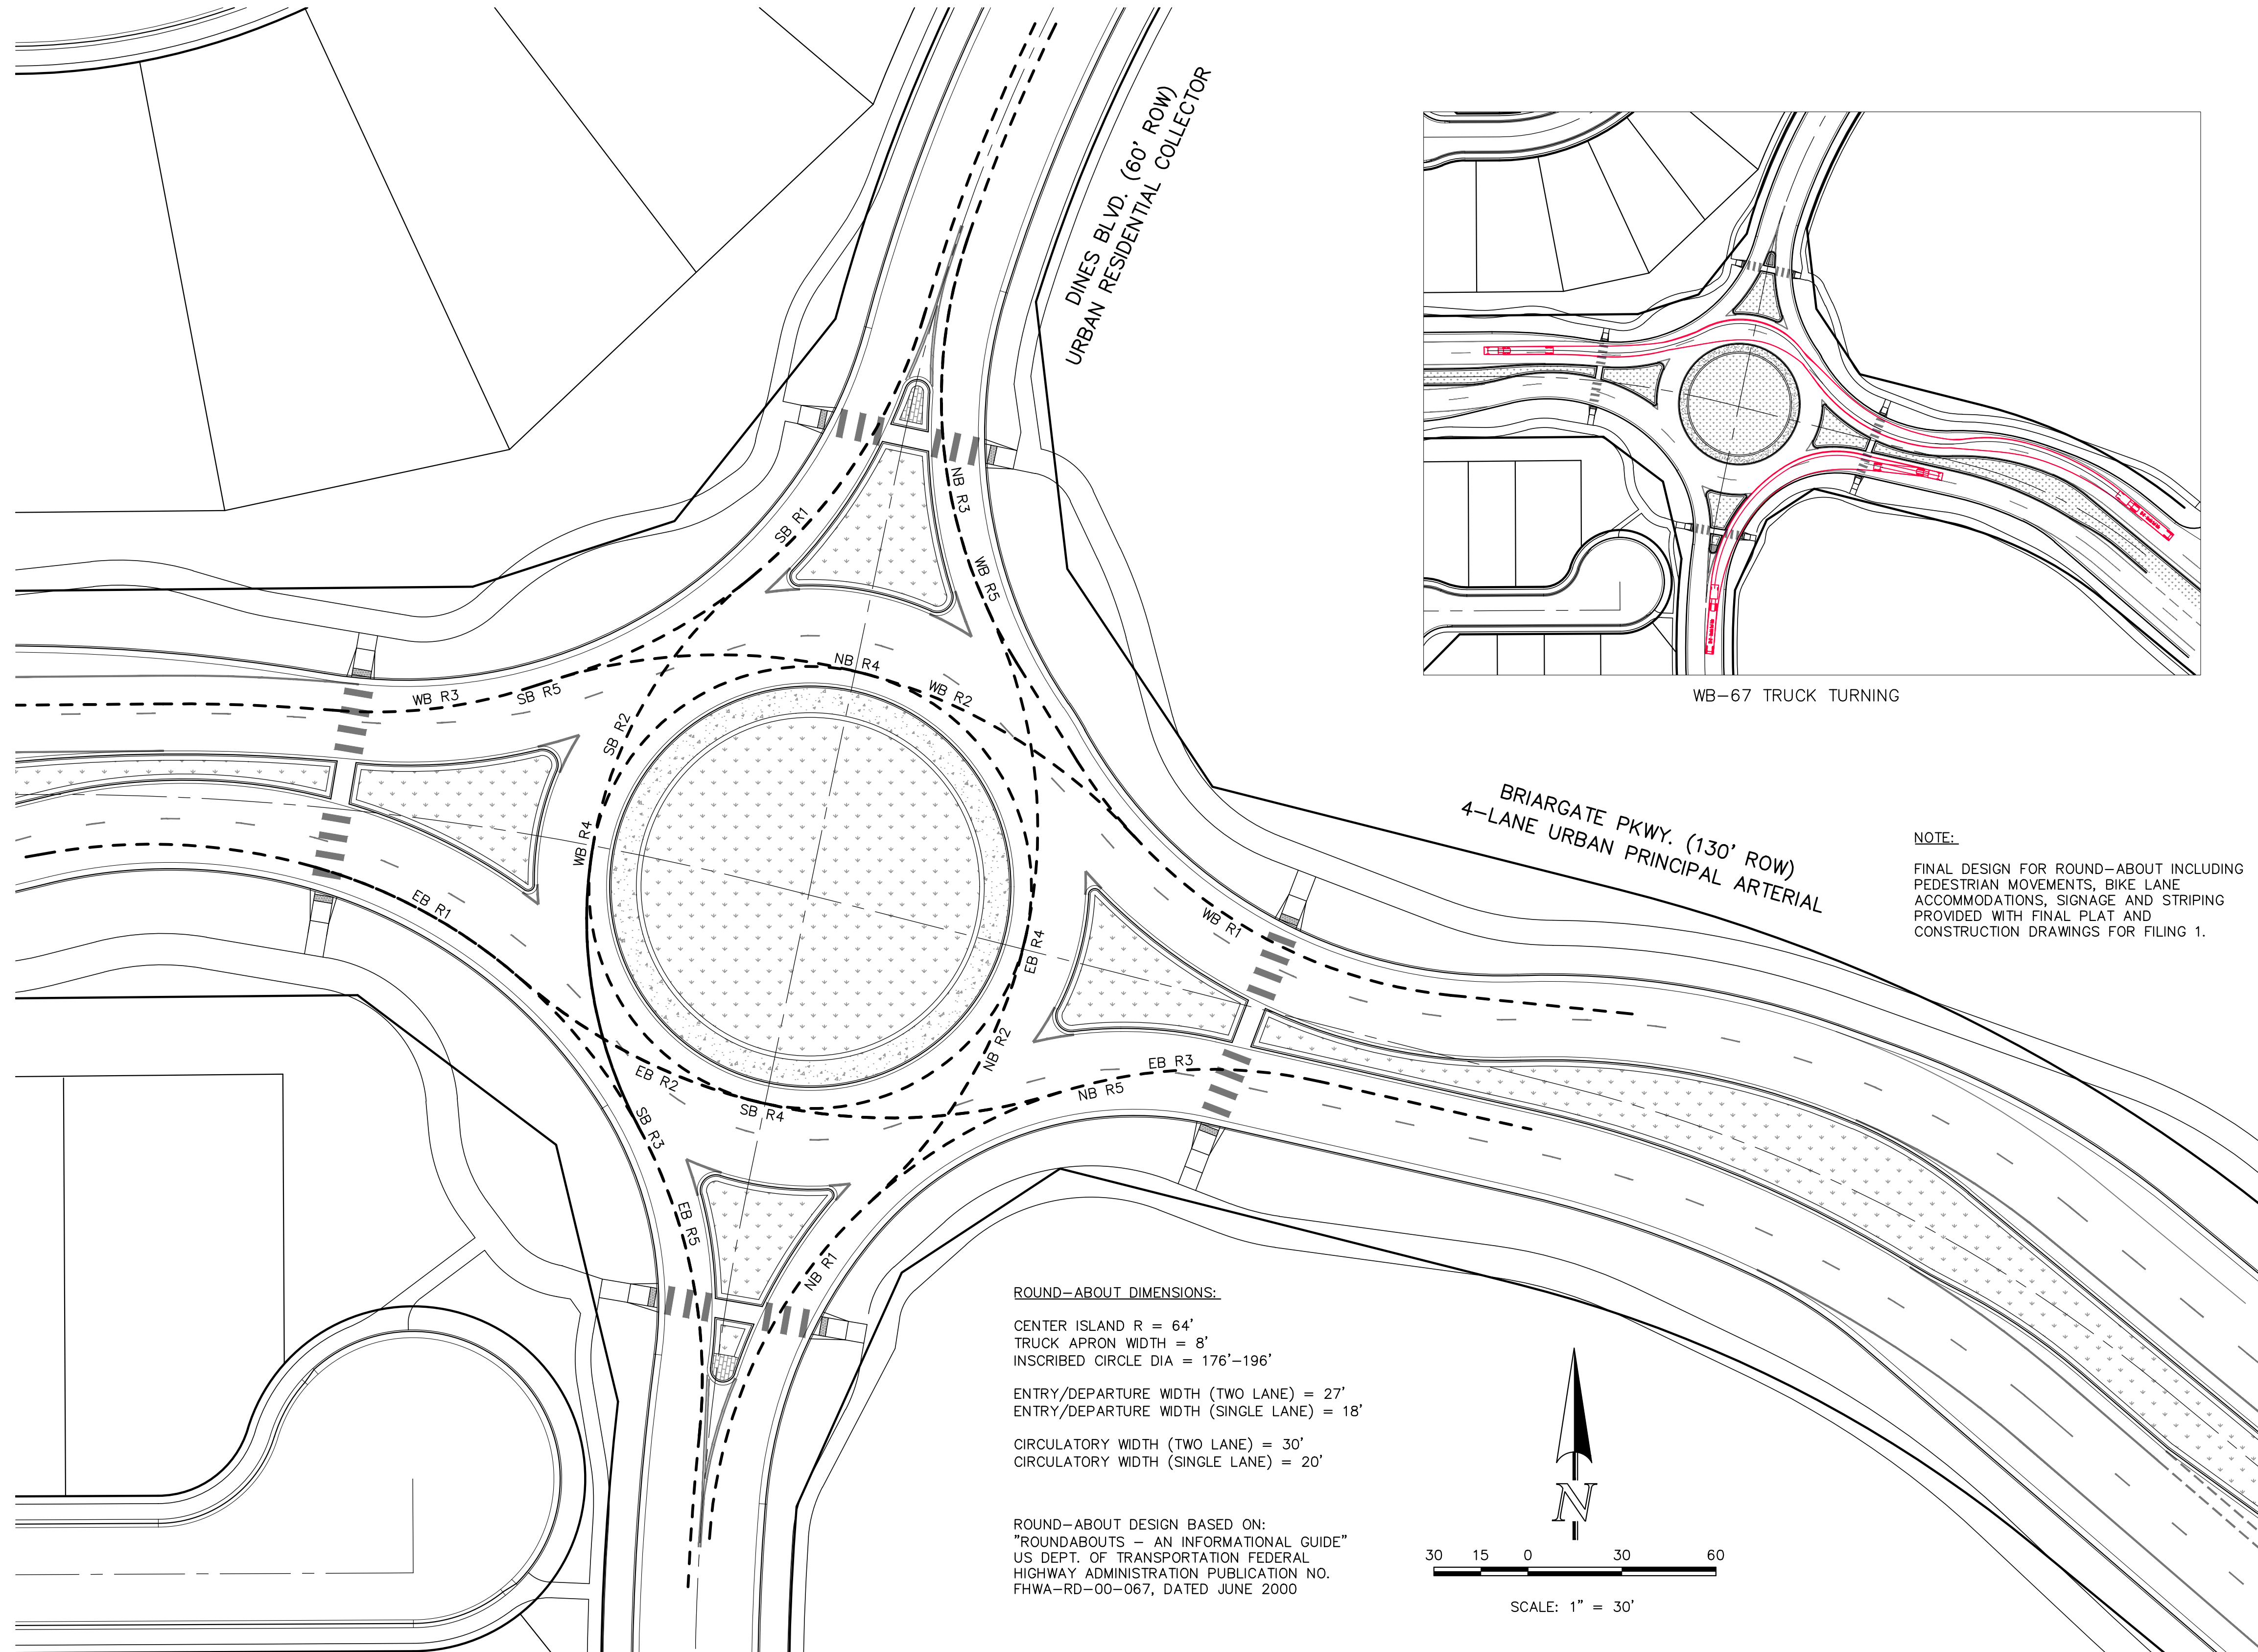 DINES BLVD. (60' ROW)
URBAN RESIDENTIAL COLLECTOR
WB-67 TRUCK TURNING
BRIARGATE PKWY. (130' ROW)
4-LANE URBAN PRINCIPAL ARTERIAL
NOTE:
FINAL DESIGN FOR ROUND-ABOUT INCLUDING
PEDESTRIAN MOVEMENTS, BIKE LANE
ACCOMMODATIONS, SIGNAGE AND STRIPING
PROVIDED WITH FINAL PLAT AND
CONSTRUCTION DRAWINGS FOR FILING 1.
NB R3
SB R1
WB R5
NB R4
WB R3
SB R5
WB R2
SB R2
WB R4
EB R1
WB R1
EB R4
NB R2
EB R3
EB R2
NB R5
SB R4
SB R3
EB R5
NB R1
ROUND-ABOUT DIMENSIONS:
CENTER ISLAND R = 64'
TRUCK APRON WIDTH = 8'
INSCRIBED CIRCLE DIA = 176'-196'
ENTRY/DEPARTURE WIDTH (TWO LANE) = 27'
ENTRY/DEPARTURE WIDTH (SINGLE LANE) = 18'
CIRCULATORY WIDTH (TWO LANE) = 30'
CIRCULATORY WIDTH (SINGLE LANE) = 20'
ROUND-ABOUT DESIGN BASED ON:
"ROUNDABOUTS - AN INFORMATIONAL GUIDE"
US DEPT. OF TRANSPORTATION FEDERAL
HIGHWAY ADMINISTRATION PUBLICATION NO.
FHWA-RD-00-067, DATED JUNE 2000
N
30 15 0 30 60
SCALE: 1" = 30'